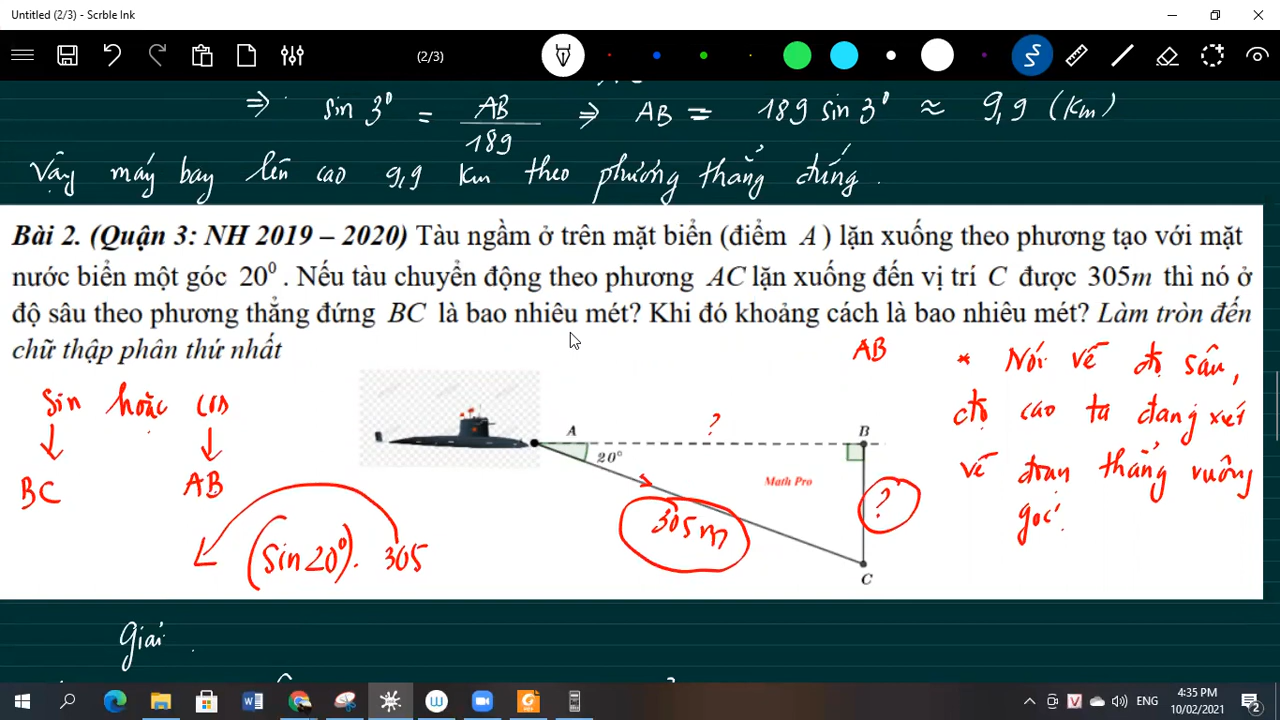 Untitled (2/3) - Scrble Ink
(2/3)
⇒ sin 3⁰ = AB/189 ⇒ AB = 189 sin 3⁰ ≈ 9,9 (km)
Vậy máy bay lên cao 9,9 km theo phương thẳng đứng.
Bài 2. (Quận 3: NH 2019 – 2020) Tàu ngầm ở trên mặt biển (điểm A) lặn xuống theo phương tạo với mặt
nước biển một góc 20⁰. Nếu tàu chuyển động theo phương AC lặn xuống đến vị trí C được 305m thì nó ở
độ sâu theo phương thẳng đứng BC là bao nhiêu mét? Khi đó khoảng cách là bao nhiêu mét? Làm tròn đến
chữ thập phân thứ nhất
AB
* Nói về độ sâu,
độ cao ta đang xét
về đoạn thẳng vuông
góc.
Sin hoặc cos
BC AB
(Sin20⁰). 305
A ? B
20°
Math Pro
305m
?
C
Giải
ENG
4:35 PM
10/02/2021
2